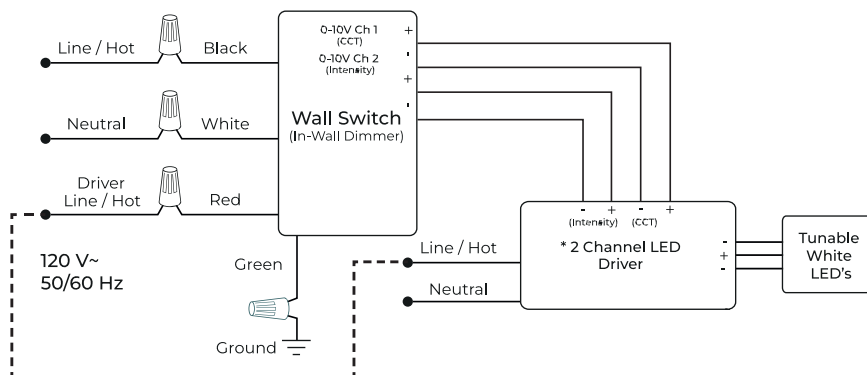 Line / Hot
Black
0-10V Ch 1
(CCT)
+
-
0-10V Ch 2
(Intensity)
+
-
Wall Switch
(In-Wall Dimmer)
Neutral
White
Driver
Line / Hot
Red
120 V~
50/60 Hz
Green
Ground
- + - +
(Intensity) (CCT)
* 2 Channel LED
Driver
Line / Hot
Neutral
-
+
-
Tunable
White
LED's